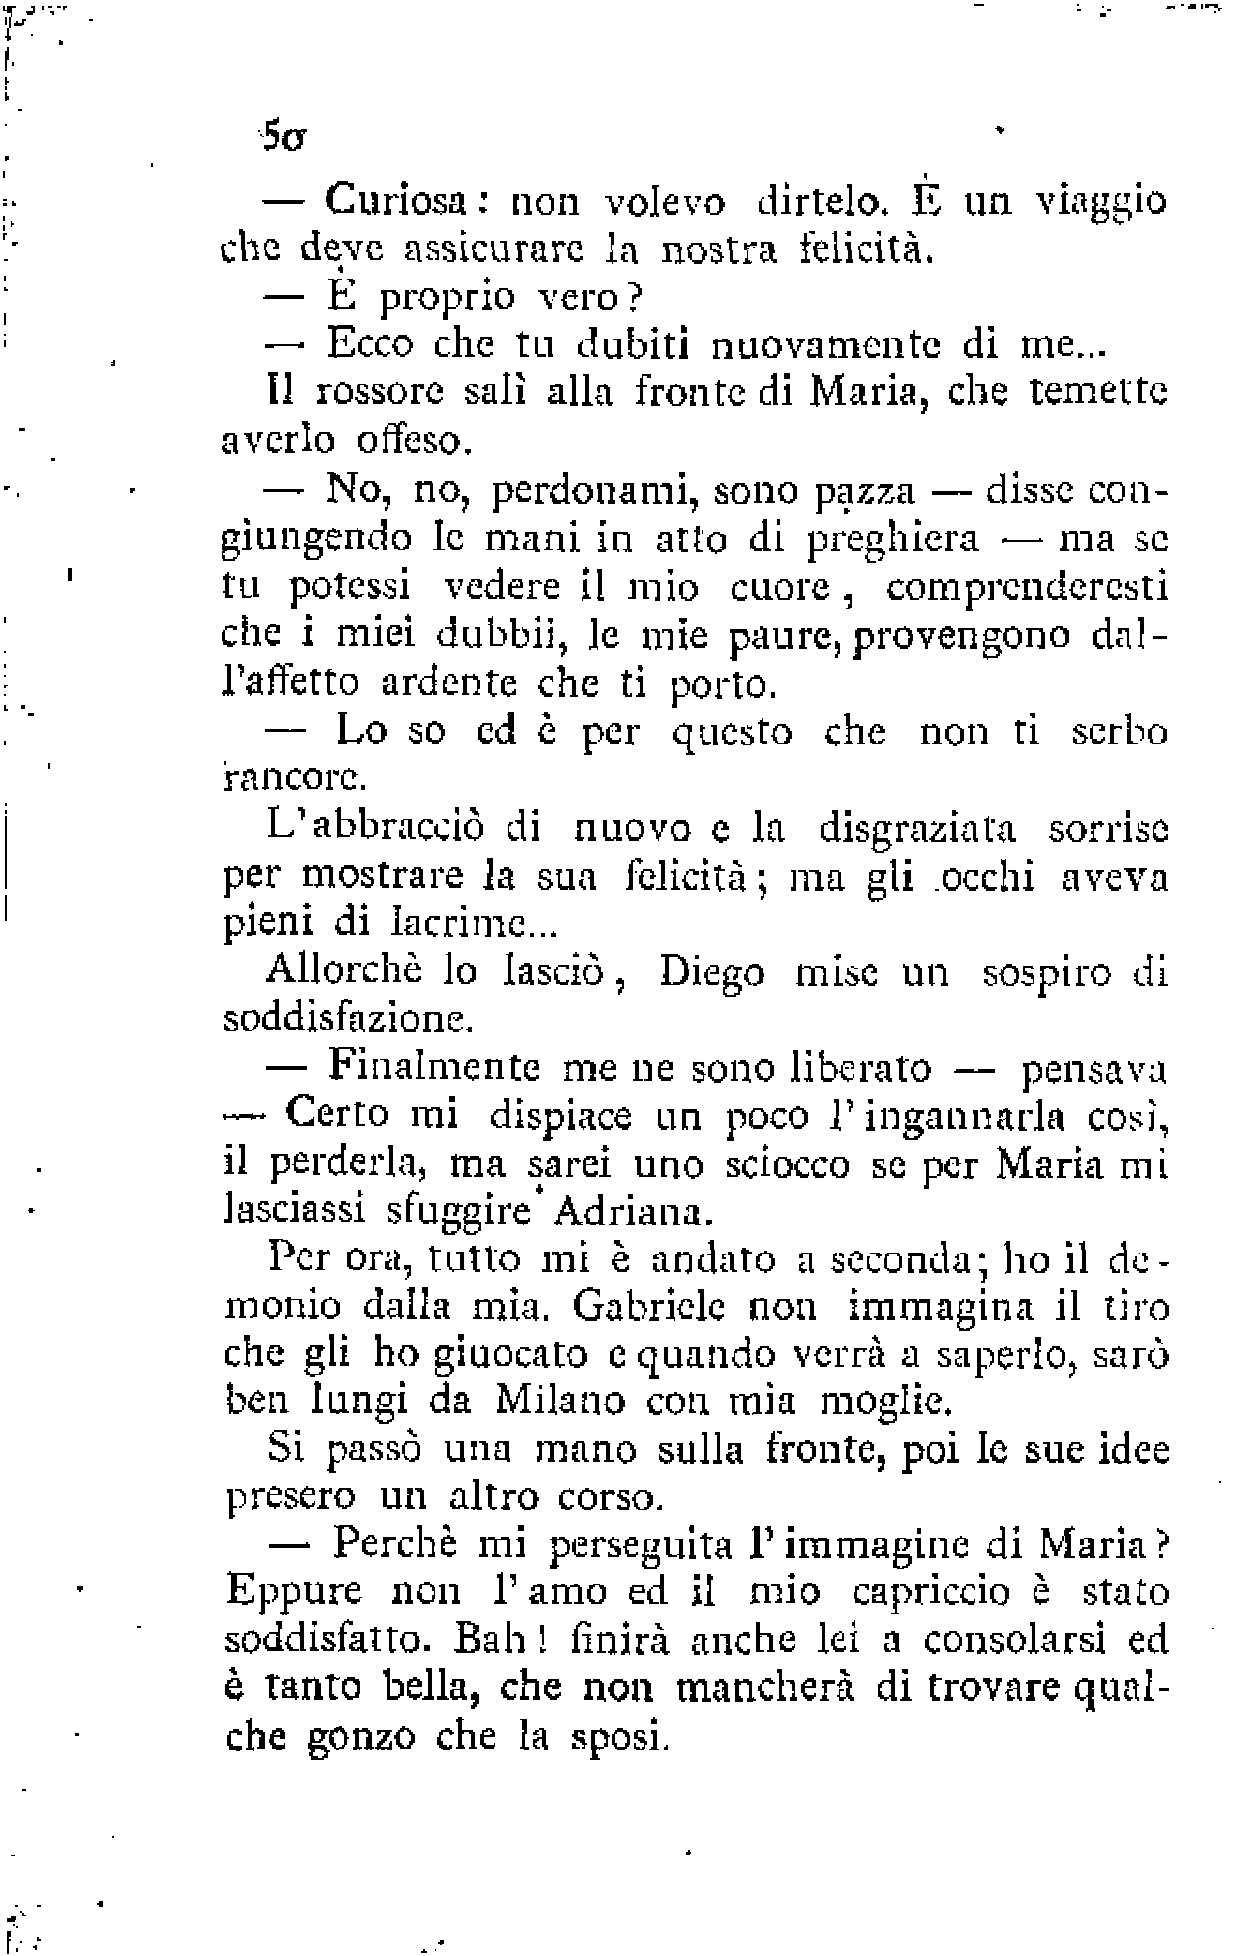 50
— Curiosa: non volevo dirtelo. È un viaggio
che deve assicurare la nostra felicità.
— È proprio vero?
— Ecco che tu dubiti nuovamente di me...
Il rossore salì alla fronte di Maria, che temette
averlo offeso.
— No, no, perdonami, sono pazza — disse con-
giungendo le mani in atto di preghiera — ma se
tu potessi vedere il mio cuore, comprenderesti
che i miei dubbii, le mie paure, provengono dal-
l'affetto ardente che ti porto.
— Lo so ed è per questo che non ti serbo
rancore.
L'abbracciò di nuovo e la disgraziata sorrise
per mostrare la sua felicità; ma gli occhi aveva
pieni di lacrime...
Allorchè lo lasciò, Diego mise un sospiro di
soddisfazione.
— Finalmente me ne sono liberato — pensava
— Certo mi dispiace un poco l'ingannarla così,
il perderla, ma sarei uno sciocco se per Maria mi
lasciassi sfuggire Adriana.
Per ora, tutto mi è andato a seconda; ho il de-
monio dalla mia. Gabriele non immagina il tiro
che gli ho giuocato e quando verrà a saperlo, sarò
ben lungi da Milano con mia moglie.
Si passò una mano sulla fronte, poi le sue idee
presero un altro corso.
— Perchè mi perseguita l'immagine di Maria?
Eppure non l'amo ed il mio capriccio è stato
soddisfatto. Bah! finirà anche lei a consolarsi ed
è tanto bella, che non mancherà di trovare qual-
che gonzo che la sposi.